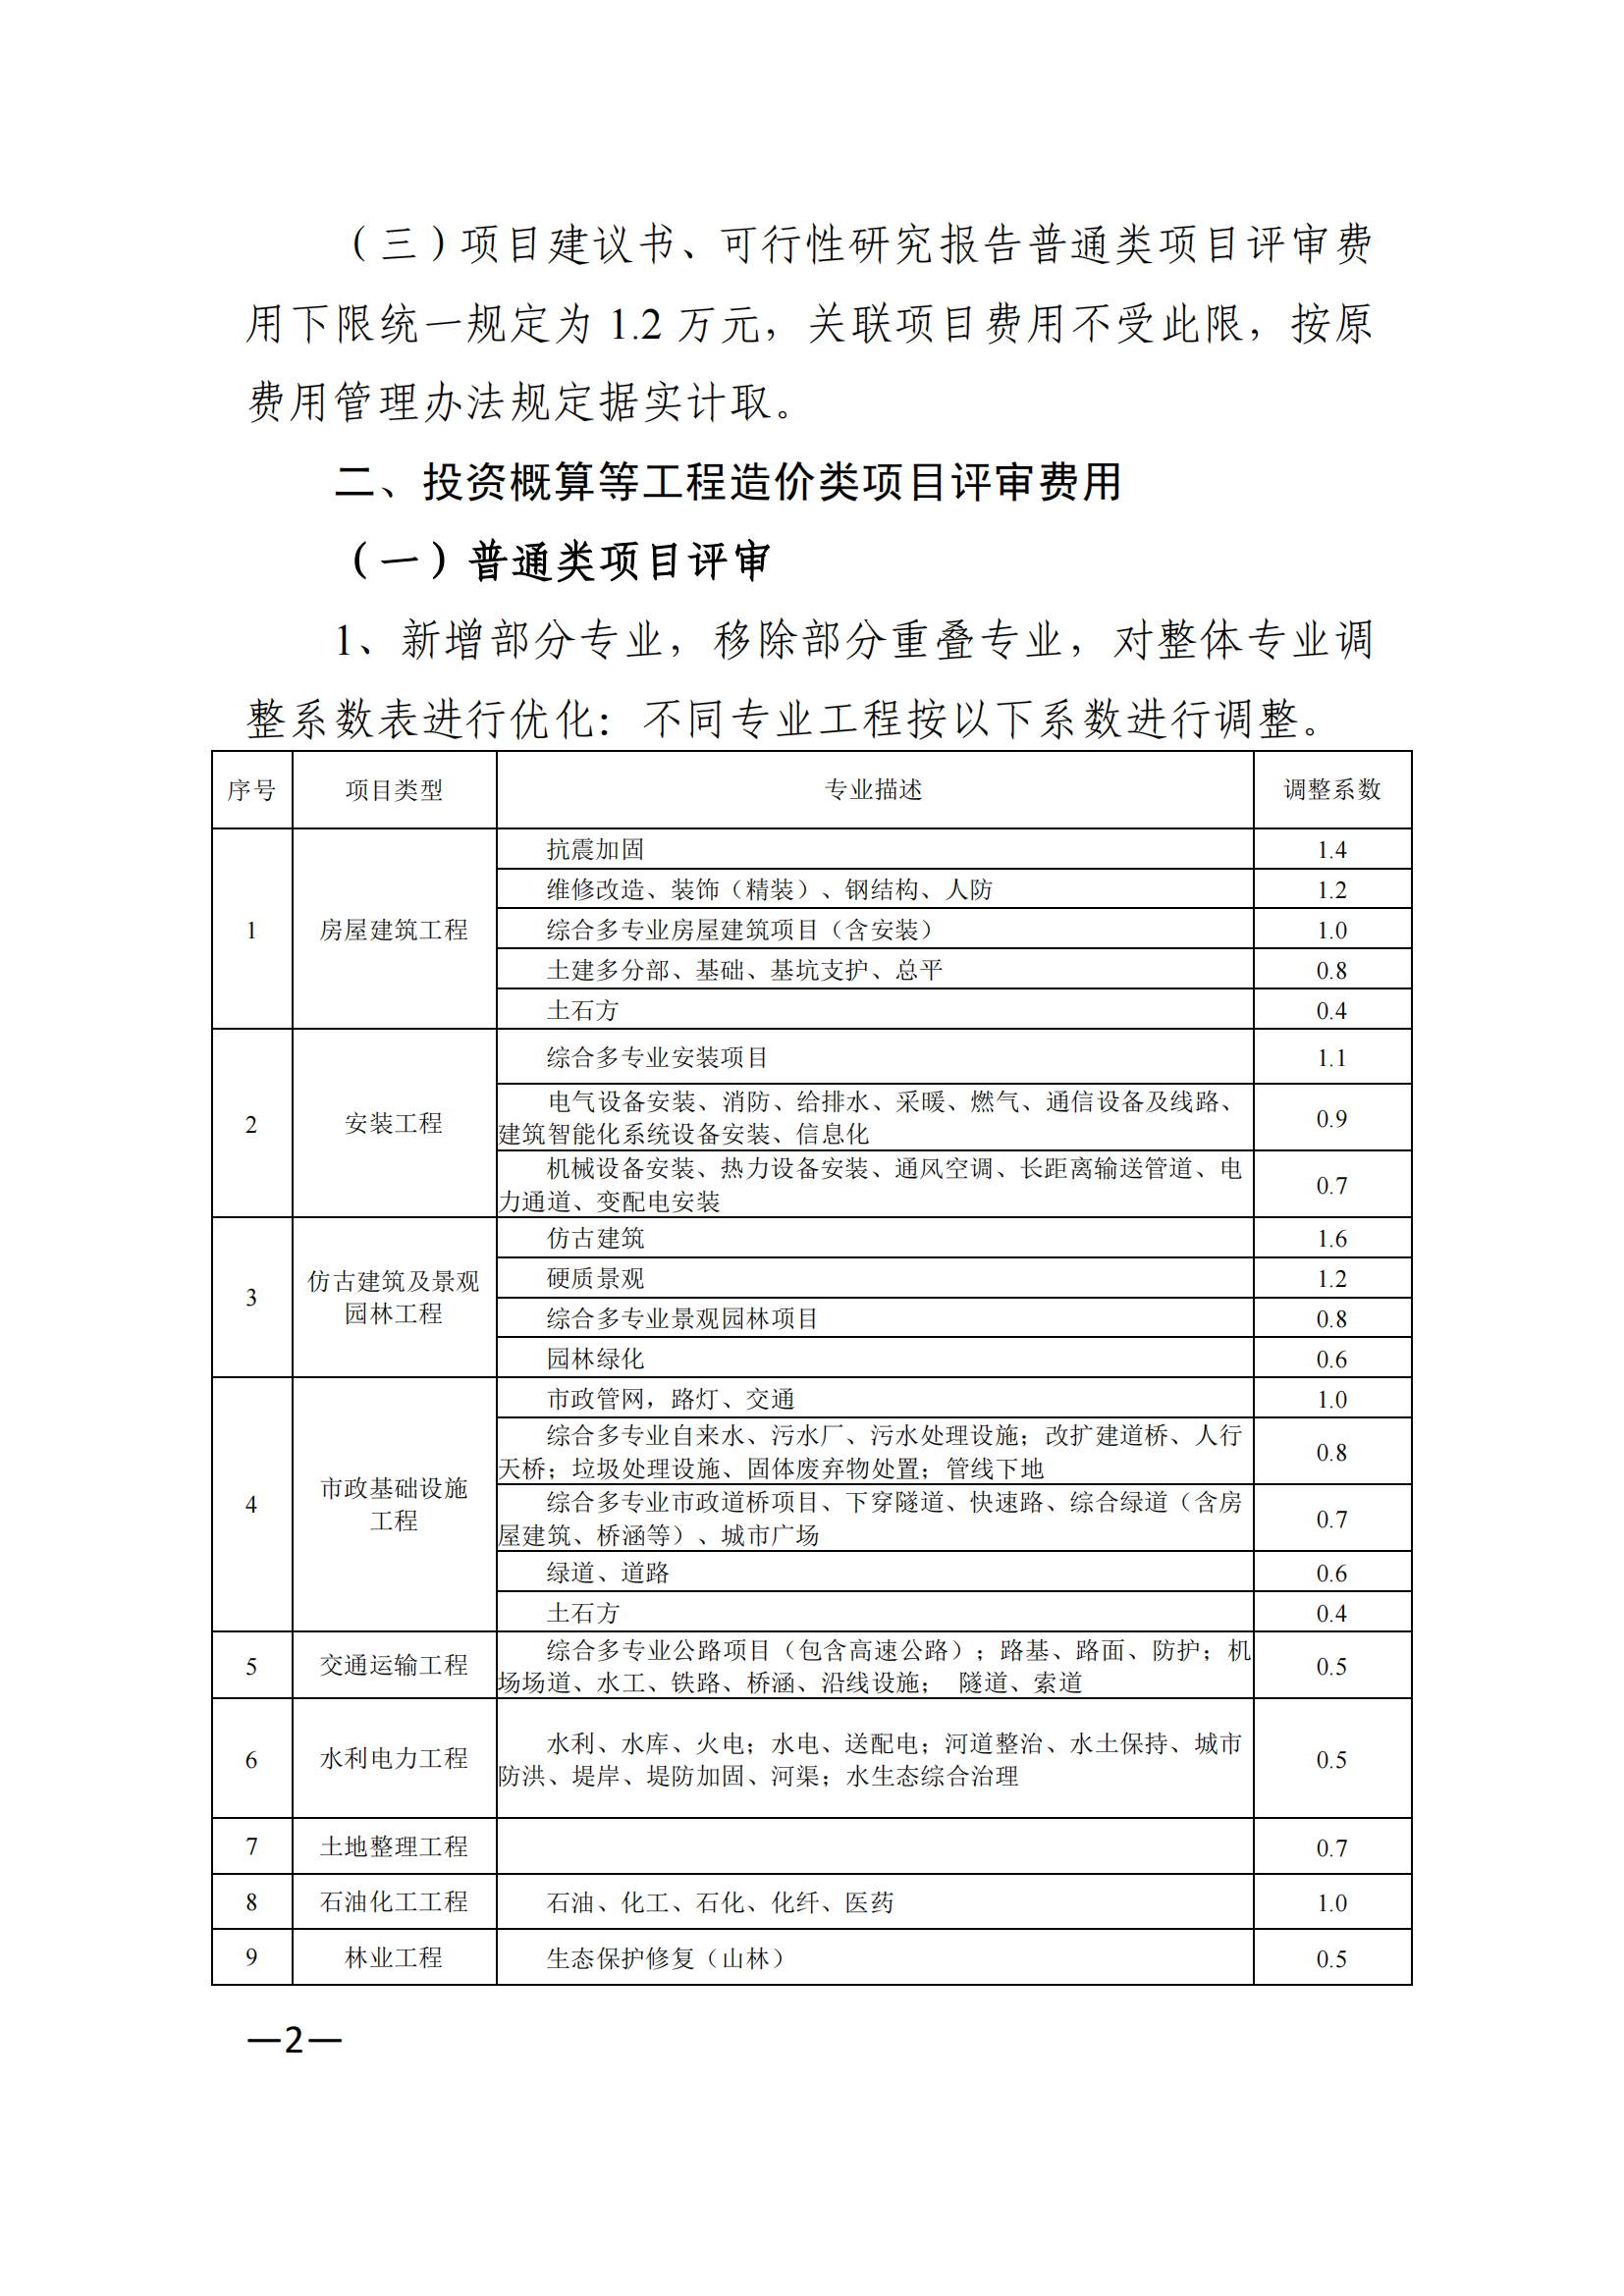 （三）项目建议书、可行性研究报告普通类项目评审费
用下限统一规定为 1.2 万元，关联项目费用不受此限，按原
费用管理办法规定据实计取。
二、投资概算等工程造价类项目评审费用
（一）普通类项目评审
1、新增部分专业，移除部分重叠专业，对整体专业调
整系数表进行优化：不同专业工程按以下系数进行调整。
序号 项目类型 专业描述 调整系数
1 房屋建筑工程
抗震加固 1.4
维修改造、装饰（精装）、钢结构、人防 1.2
综合多专业房屋建筑项目（含安装） 1.0
土建多分部、基础、基坑支护、总平 0.8
土石方 0.4
2 安装工程
综合多专业安装项目 1.1
电气设备安装、消防、给排水、采暖、燃气、通信设备及线路、
建筑智能化系统设备安装、信息化 0.9
机械设备安装、热力设备安装、通风空调、长距离输送管道、电
力通道、变配电安装 0.7
3 仿古建筑及景观
园林工程
仿古建筑 1.6
硬质景观 1.2
综合多专业景观园林项目 0.8
园林绿化 0.6
4 市政基础设施
工程
市政管网，路灯、交通 1.0
综合多专业自来水、污水厂、污水处理设施；改扩建道桥、人行
天桥；垃圾处理设施、固体废弃物处置；管线下地 0.8
综合多专业市政道桥项目、下穿隧道、快速路、综合绿道（含房
屋建筑、桥涵等）、城市广场 0.7
绿道、道路 0.6
土石方 0.4
5 交通运输工程
综合多专业公路项目（包含高速公路）；路基、路面、防护；机
场场道、水工、铁路、桥涵、沿线设施； 隧道、索道 0.5
6 水利电力工程
水利、水库、火电；水电、送配电；河道整治、水土保持、城市
防洪、堤岸、堤防加固、河渠；水生态综合治理 0.5
7 土地整理工程 0.7
8 石油化工工程 石油、化工、石化、化纤、医药 1.0
9 林业工程 生态保护修复（山林） 0.5
—2—